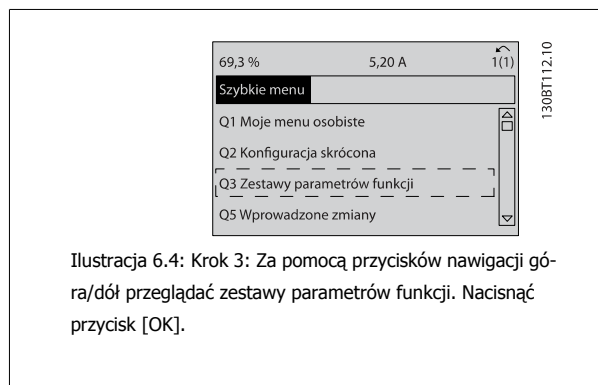 69,3 % 5,20 A 1(1)
Szybkie menu
Q1 Moje menu osobiste
Q2 Konfiguracja skrócona
Q3 Zestawy parametrów funkcji
Q5 Wprowadzone zmiany
130BT112.10
Ilustracja 6.4: Krok 3: Za pomocą przycisków nawigacji gó-
ra/dół przeglądać zestawy parametrów funkcji. Nacisnąć
przycisk [OK].